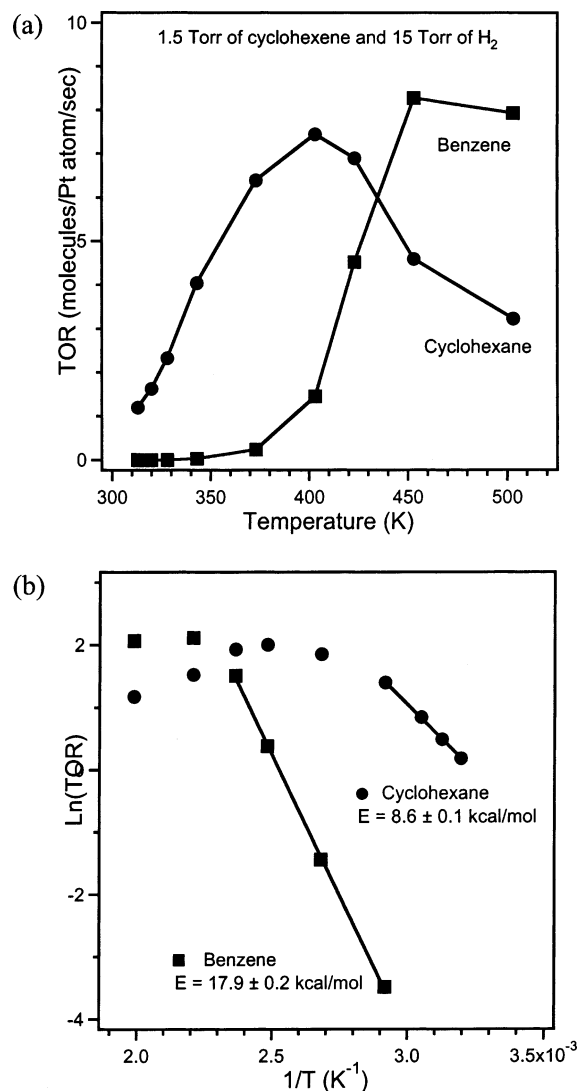 (a)
10
1.5 Torr of cyclohexene and 15 Torr of H2
Benzene
5
Cyclohexane
0
TOR (molecules/Pt atom/sec)
300
350
400
450
500
Temperature (K)
(b)
2
0
-2
-4
Ln(TOR)
Cyclohexane
E = 8.6 ± 0.1 kcal/mol
Benzene
E = 17.9 ± 0.2 kcal/mol
2.0
2.5
3.0
3.5x10-3
1/T (K-1)